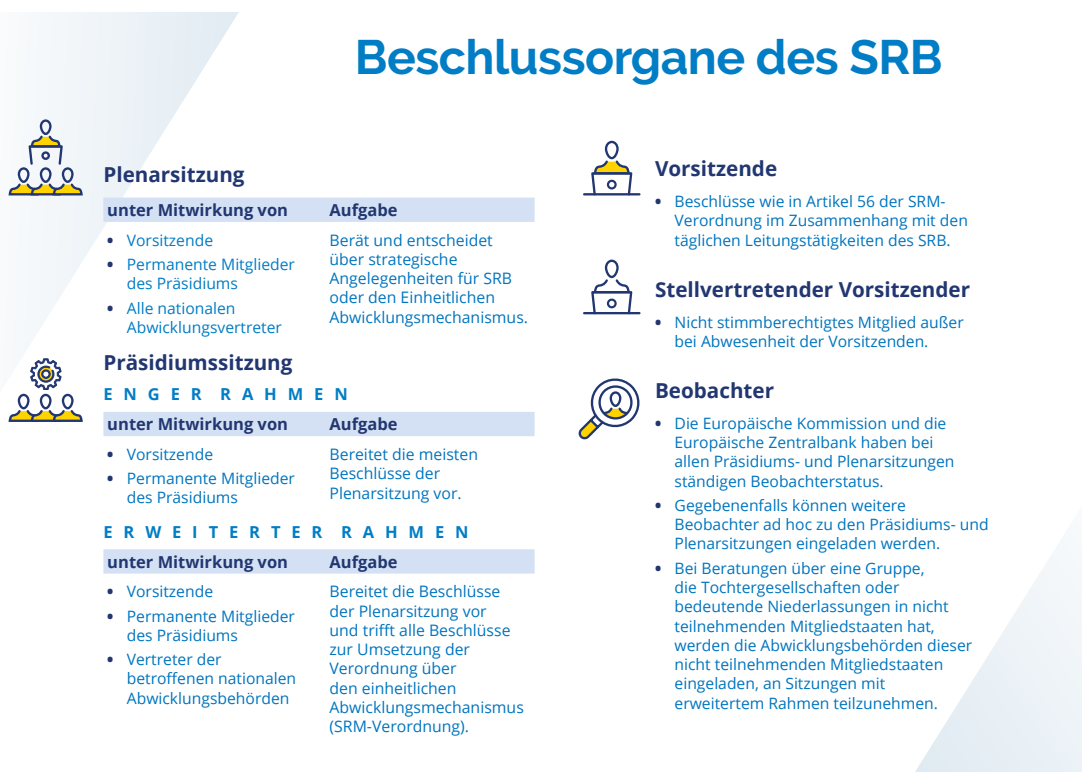 Beschlussorgane des SRB
Plenarsitzung
unter Mitwirkung von
Aufgabe
• Vorsitzende
• Permanente Mitglieder
des Präsidiums
• Alle nationalen
Abwicklungsvertreter
Berät und entscheidet
über strategische
Angelegenheiten für SRB
oder den Einheitlichen
Abwicklungsmechanismus.
Präsidiumssitzung
ENGER RAHMEN
unter Mitwirkung von
Aufgabe
• Vorsitzende
• Permanente Mitglieder
des Präsidiums
Bereitet die meisten
Beschlüsse der
Plenarsitzung vor.
ERWEITERTER RAHMEN
unter Mitwirkung von
Aufgabe
• Vorsitzende
• Permanente Mitglieder
des Präsidiums
• Vertreter der
betroffenen nationalen
Abwicklungsbehörden
Bereitet die Beschlüsse
der Plenarsitzung vor
und trifft alle Beschlüsse
zur Umsetzung der
Verordnung über
den einheitlichen
Abwicklungsmechanismus
(SRM-Verordnung).
Vorsitzende
• Beschlüsse wie in Artikel 56 der SRM-
Verordnung im Zusammenhang mit den
täglichen Leitungstätigkeiten des SRB.
Stellvertretender Vorsitzender
• Nicht stimmberechtigtes Mitglied außer
bei Abwesenheit der Vorsitzenden.
Beobachter
• Die Europäische Kommission und die
Europäische Zentralbank haben bei
allen Präsidiums- und Plenarsitzungen
ständigen Beobachterstatus.
• Gegebenenfalls können weitere
Beobachter ad hoc zu den Präsidiums- und
Plenarsitzungen eingeladen werden.
• Bei Beratungen über eine Gruppe,
die Tochtergesellschaften oder
bedeutende Niederlassungen in nicht
teilnehmenden Mitgliedstaaten hat,
werden die Abwicklungsbehörden dieser
nicht teilnehmenden Mitgliedstaaten
eingeladen, an Sitzungen mit
erweitertem Rahmen teilzunehmen.